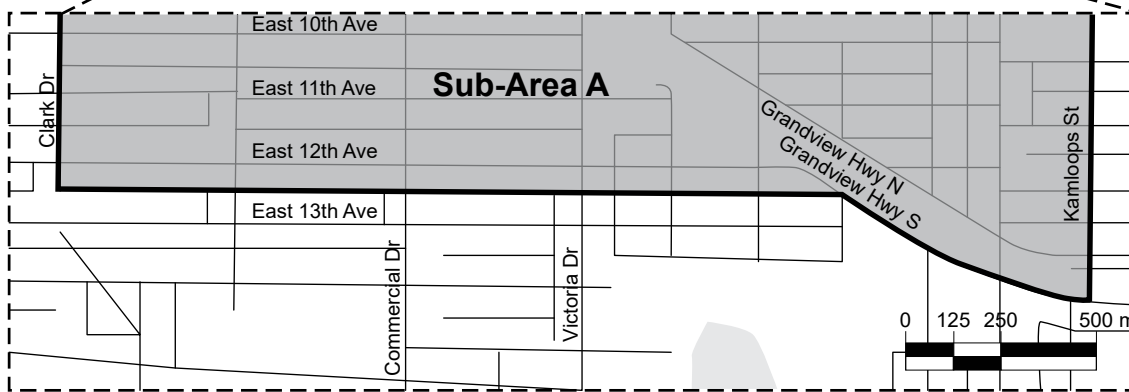 East 10th Ave
Sub-Area A
East 11th Ave
Clark Dr
East 12th Ave
Grandview Hwy N
Grandview Hwy S
Kamloops St
East 13th Ave
Commercial Dr
Victoria Dr
0 125 250 500 m